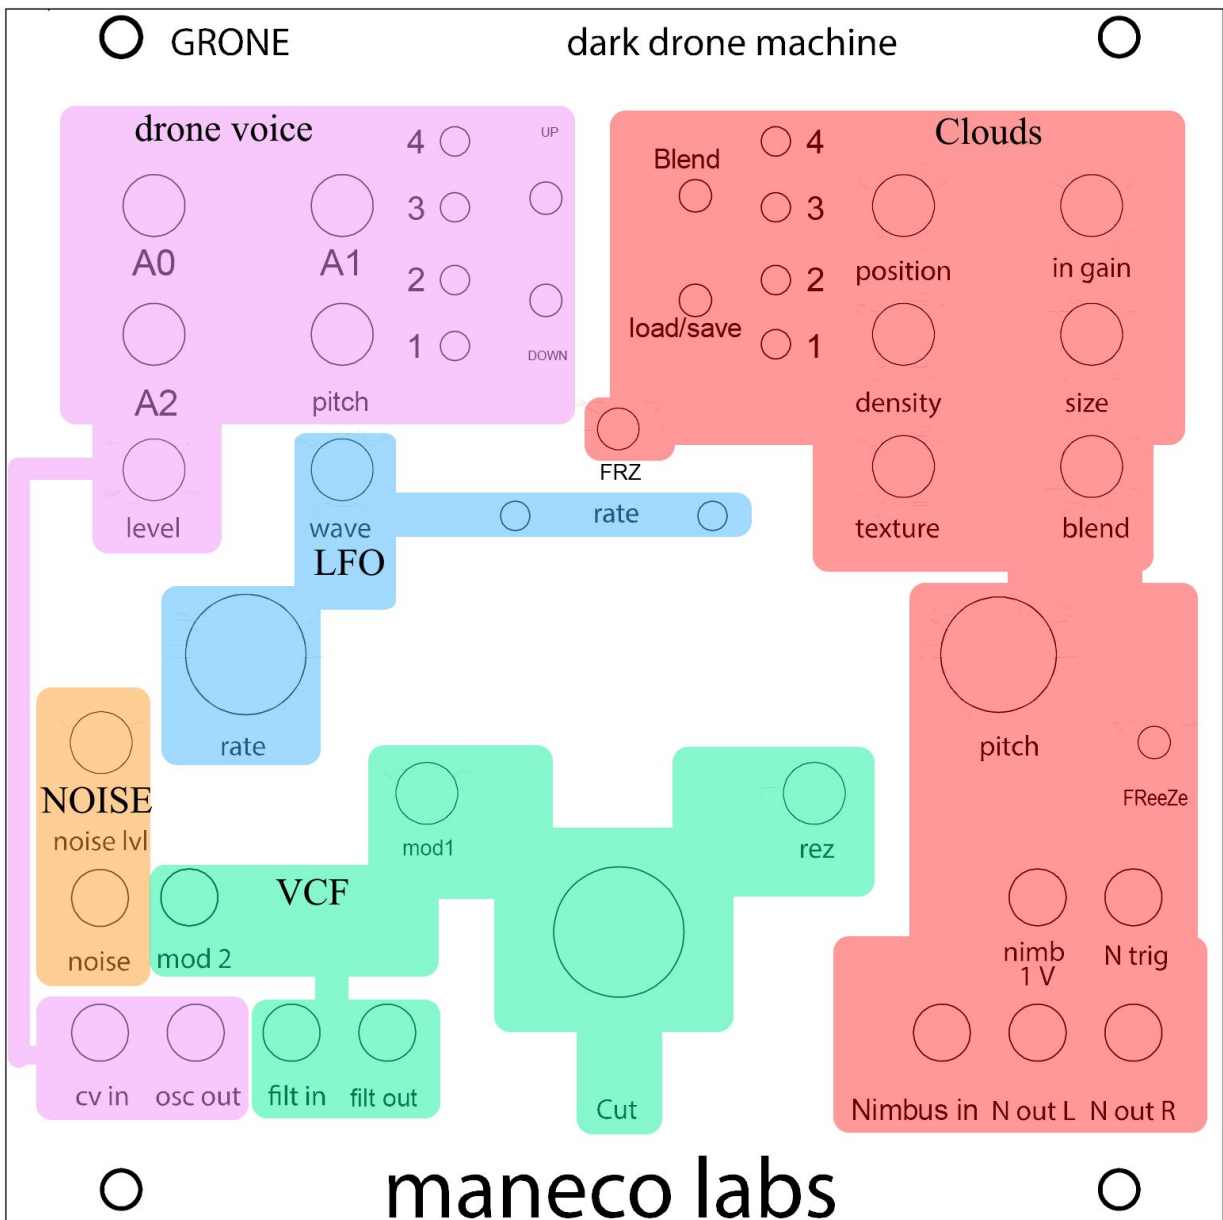 GRONE
dark drone machine
drone voice
4
3
2
1
UP
DOWN
A0
A1
A2
pitch
level
Clouds
Blend
load/save
4
3
2
1
position
in gain
density
size
texture
blend
FRZ
wave
rate
LFO
rate
pitch
FReeZe
NOISE
noise lvl
noise
mod1
rez
VCF
mod 2
nimb
1 V
N trig
cv in
osc out
filt in
filt out
Cut
Nimbus in
N out L
N out R
maneco labs